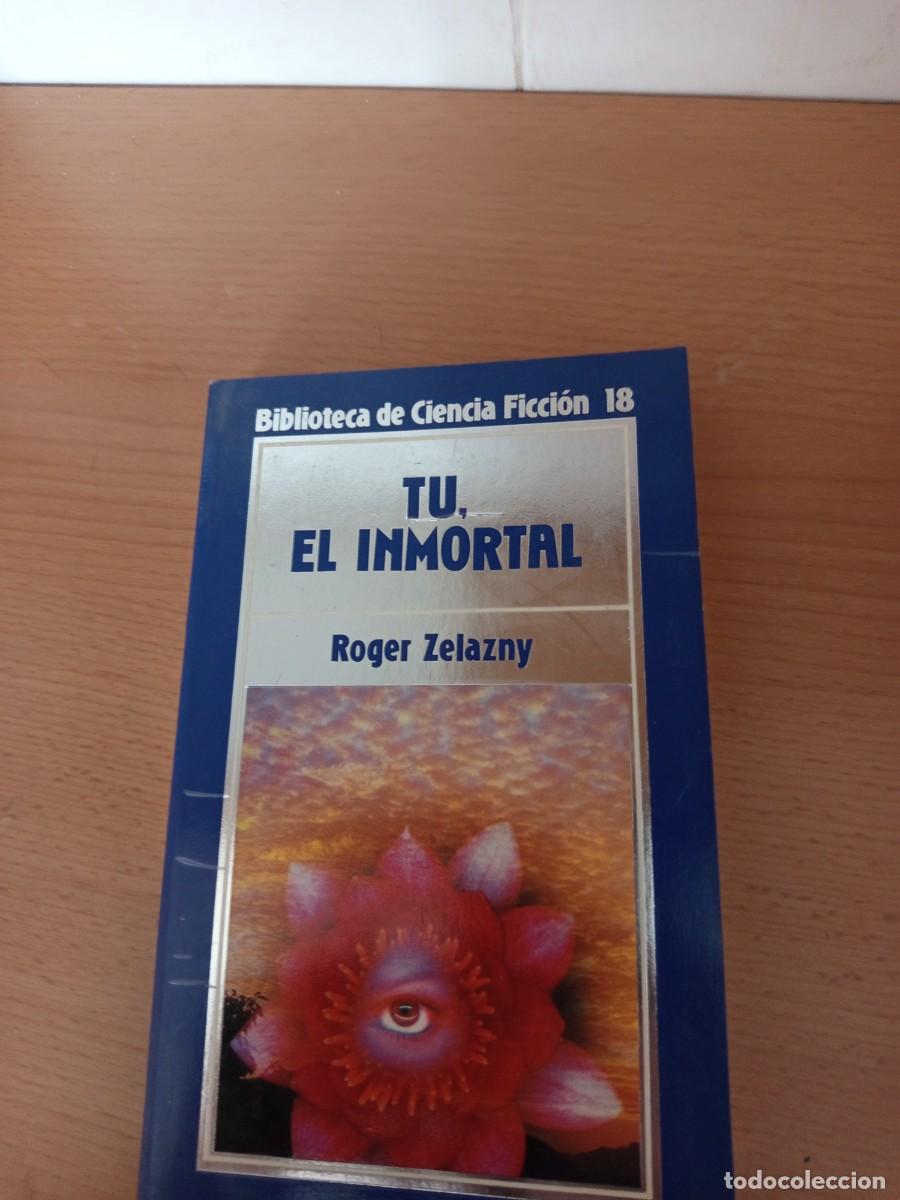 Biblioteca de Ciencia Ficción 18
TU,
EL INMORTAL
Roger Zelazny
todocoleccion